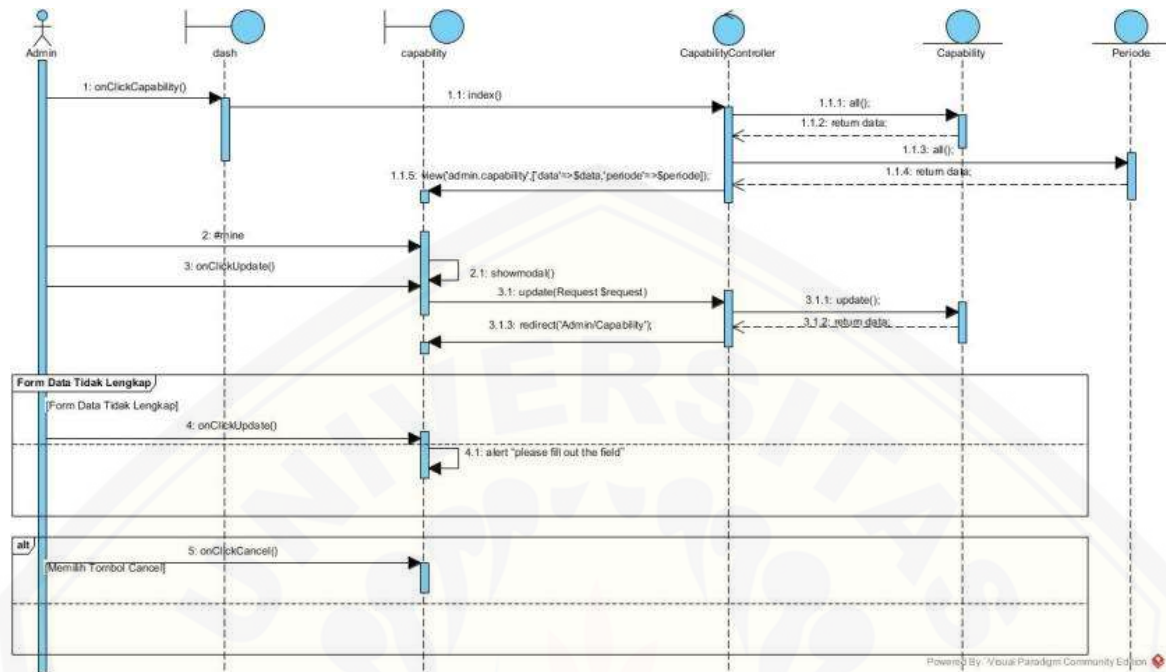 Admin
dash
capability
CapabilityController
Capability
Periode
1: onClickCapability()
1.1: index()
1.1.1: all();
1.1.2: return data;
1.1.3: all();
1.1.4: return data;
1.1.5: view('admin.capability',['data'=>$data,'periode'=>$periode]);
2: #mine
2.1: showmodal()
3: onClickUpdate()
3.1: update(Request $request)
3.1.1: update();
3.1.2: return data;
3.1.3: redirect('Admin/Capability');
Form Data Tidak Lengkap
[Form Data Tidak Lengkap]
4: onClickUpdate()
4.1: alert "please fill out the field"
alt
5: onClickCancel()
[Memilih Tombol Cancel]
UNIVERSITAS
Powered By Visual Paradigm Community Edition